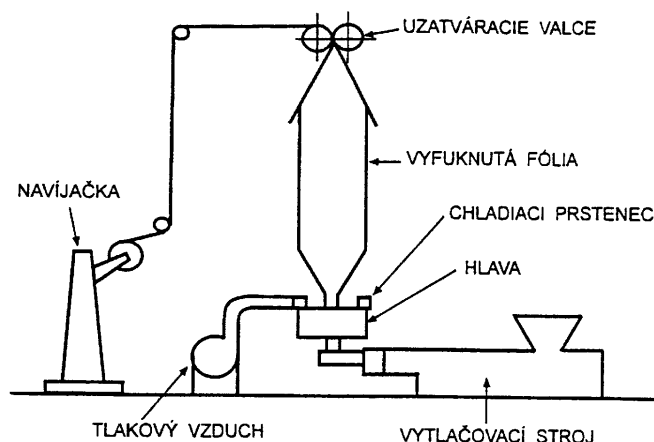 UZATVÁRACIE VALCE
VYFUKNUTÁ FÓLIA
NAVÍJAČKA
CHLADIACI PRSTENEC
HLAVA
TLAKOVÝ VZDUCH
VYTLAČOVACÍ STROJ